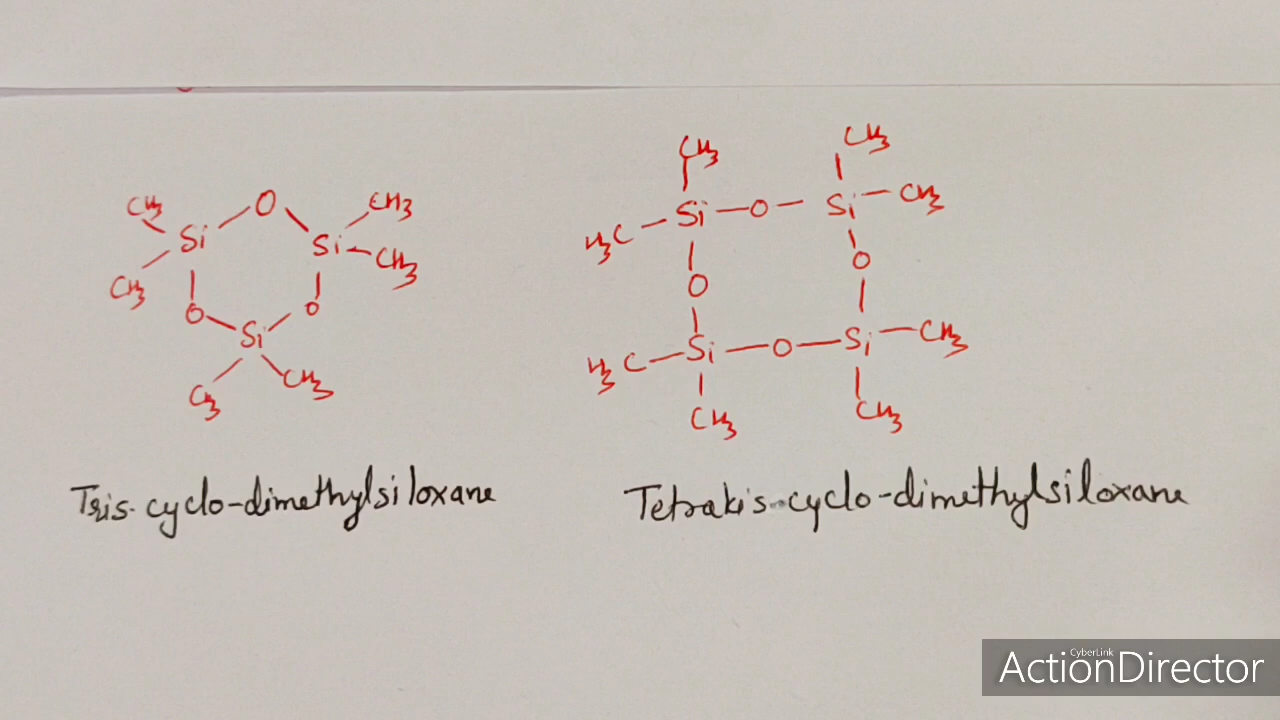 CH3
CH3
CH3
O
CH3
Si — O — Si — CH3
Si
Si
CH3
H3C
CH3
CH3
O
O
O
O
Si
H3C — Si — O — Si — CH3
CH3
CH3
CH3
CH3
Tris-cyclo-dimethylsiloxane
Tetrakis-cyclo-dimethylsiloxane
CyberLink
ActionDirector